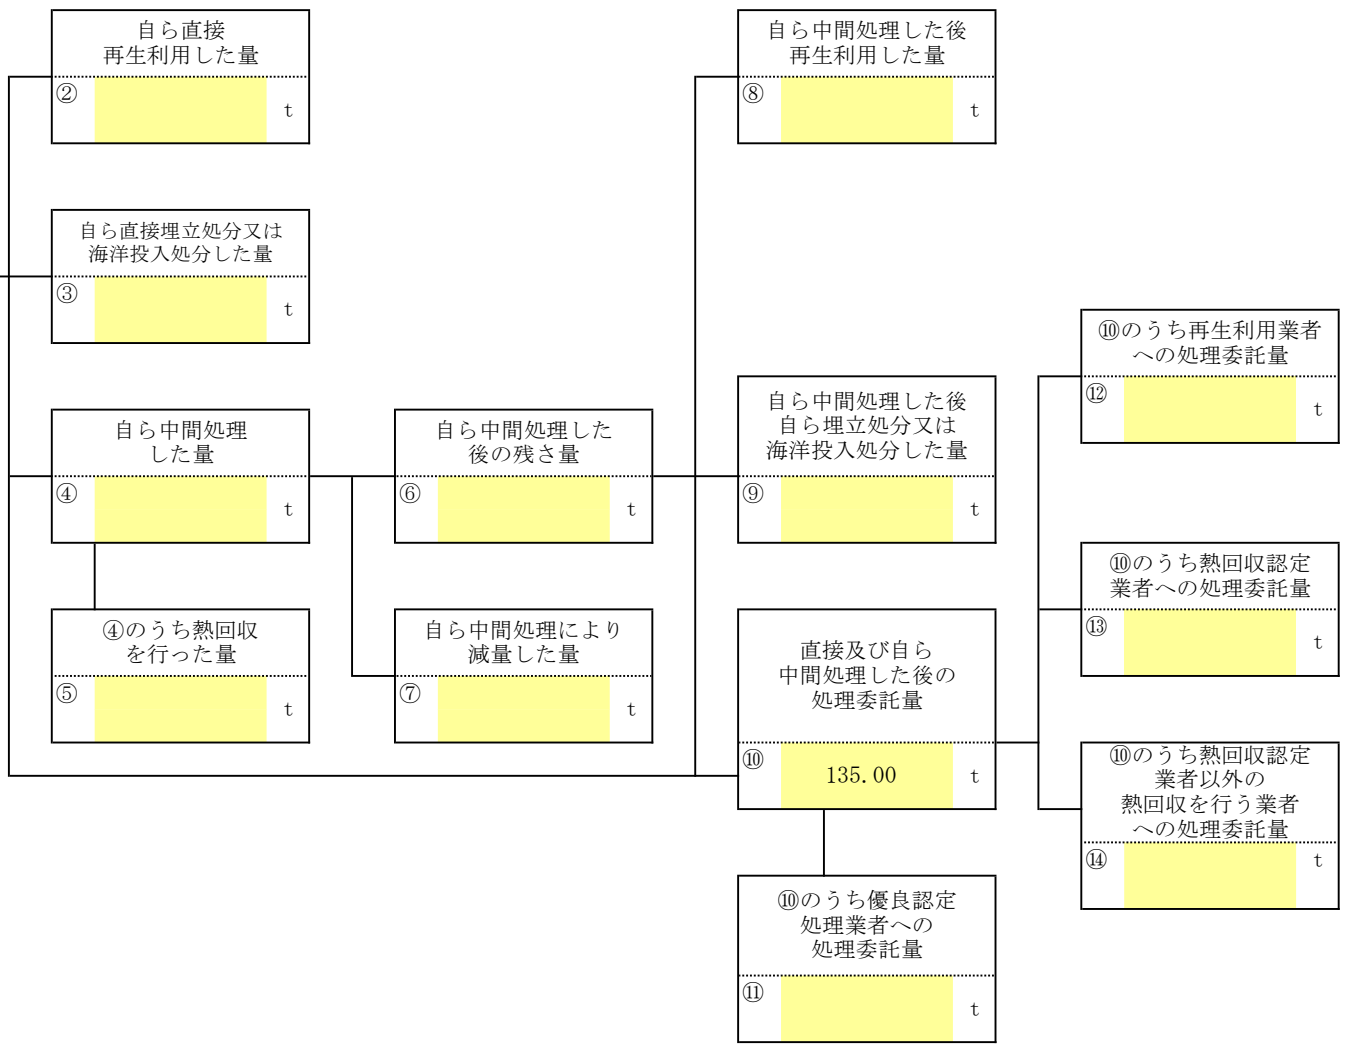 自ら直接
再生利用した量
②
t
自ら中間処理した後
再生利用した量
⑧
t
自ら直接埋立処分又は
海洋投入処分した量
③
t
⑩のうち再生利用業者
への処理委託量
⑫
t
自ら中間処理
した量
④
t
自ら中間処理した
後の残さ量
⑥
t
自ら中間処理した後
自ら埋立処分又は
海洋投入処分した量
⑨
t
⑩のうち熱回収認定
業者への処理委託量
⑬
t
④のうち熱回収
を行った量
⑤
t
自ら中間処理により
減量した量
⑦
t
直接及び自ら
中間処理した後の
処理委託量
⑩
135.00
t
⑩のうち熱回収認定
業者以外の
熱回収を行う業者
への処理委託量
⑭
t
⑩のうち優良認定
処理業者への
処理委託量
⑪
t